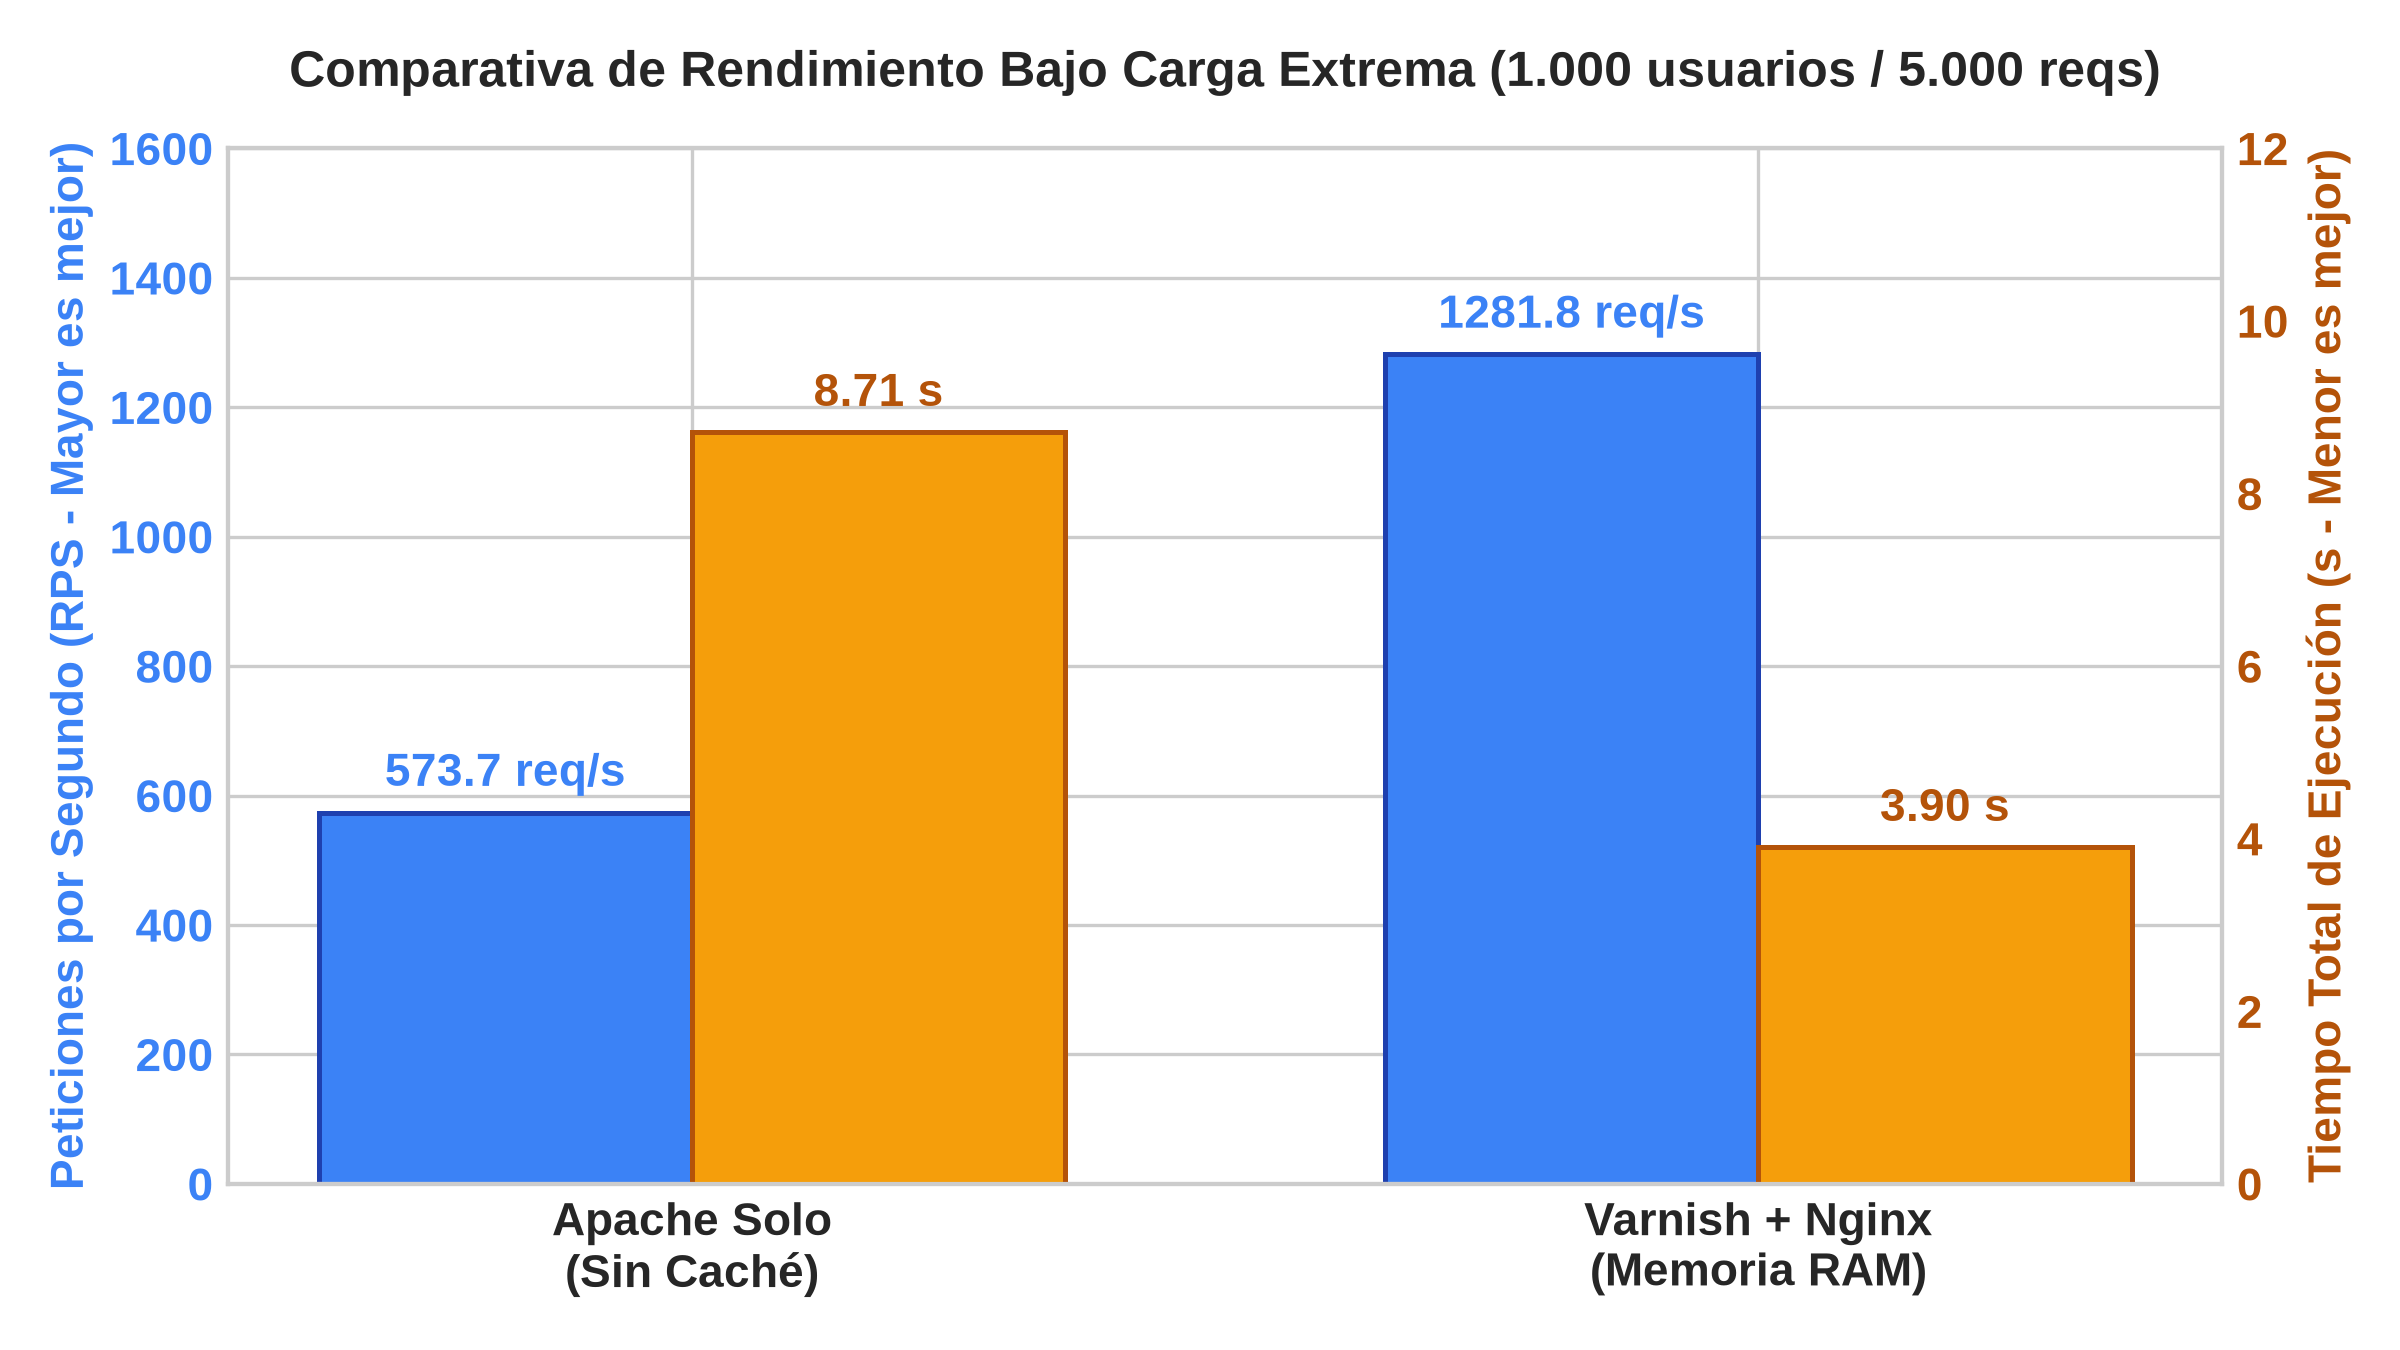 Comparativa de Rendimiento Bajo Carga Extrema (1.000 usuarios / 5.000 reqs)
Peticiones por Segundo (RPS - Mayor es mejor)
1600
1400
1200
1000
800
600
400
200
0
573.7 req/s
8.71 s
1281.8 req/s
3.90 s
12
10
8
6
4
2
0
Tiempo Total de Ejecución (s - Menor es mejor)
Apache Solo
(Sin Caché)
Varnish + Nginx
(Memoria RAM)